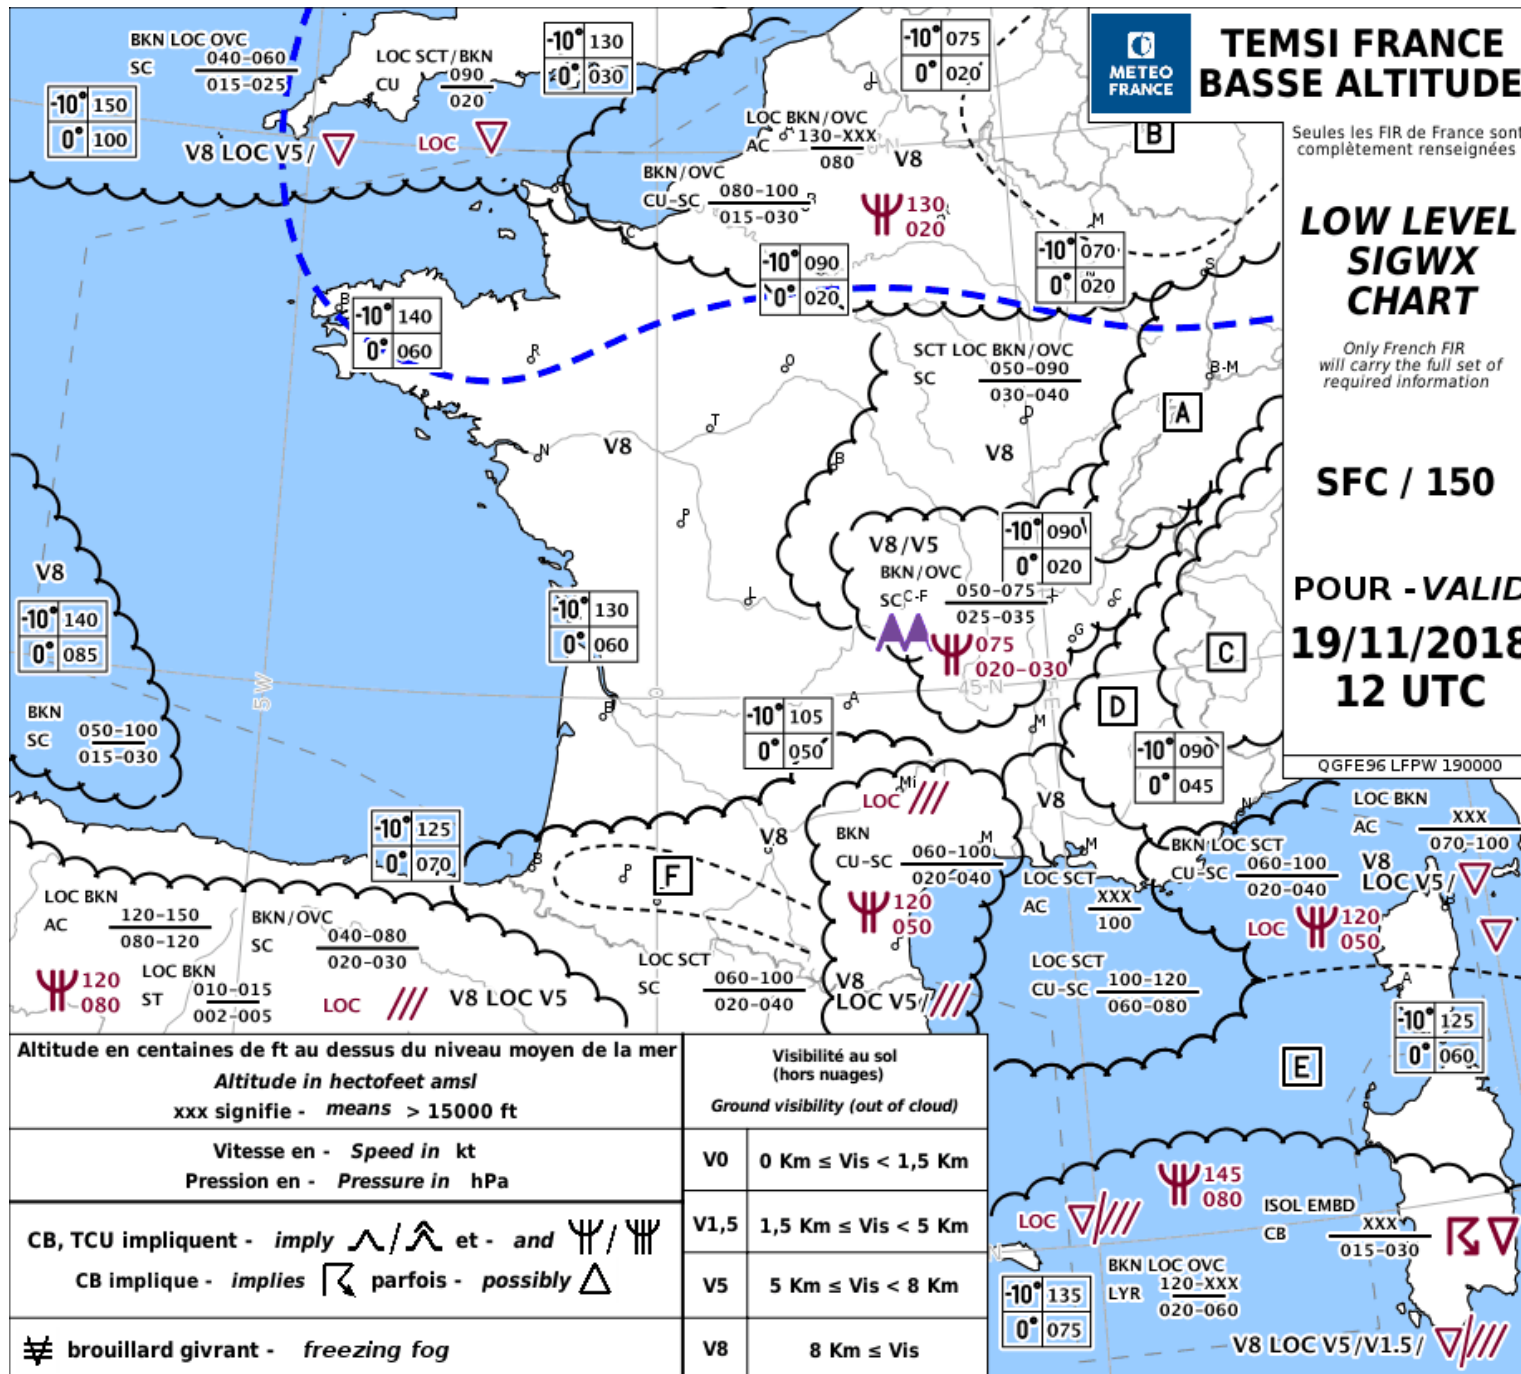 METEO
FRANCE
TEMSI FRANCE
BASSE ALTITUDE
Seules les FIR de France sont
complètement renseignées
LOW LEVEL
SIGWX
CHART
Only French FIR
will carry the full set of
required information
SFC / 150
POUR - VALID
19/11/2018
12 UTC
QGFE96 LFPW 190000
BKN LOC OVC
SC 040-060
015-025
-10° 150
0° 100
V8 LOC V5/
LOC SCT/BKN
CU 090
020
LOC
-10° 130
0° 030
-10° 075
0° 020
L
B
LOC BKN/OVC
AC 130-XXX
080
V8
BKN/OVC
CU-SC 080-100
015-030
130
020
C
M
S
-10° 090
0° 020
-10° 070
0° 020
B
-10° 140
0° 060
R
O
SCT LOC BKN/OVC
SC 050-090
030-040
B-M
D
A
T
N
V8
V8
B
P
V8/V5
BKN/OVC
SC 050-075
025-035
C-F
L
075
020-030
-10° 090
0° 020
C
G
C
V8
-10° 140
0° 085
BKN
SC 050-100
015-030
5 W
0
45 N
-10° 130
0° 060
L
B
A
M
D
-10° 105
0° 050
-10° 090
0° 045
N
-10° 125
0° 070
B
P
F
V8
Mi
LOC
BKN
CU-SC 060-100
020-040
M
120
050
P
V8
LOC V5/
V8
M
LOC SCT
AC XXX
100
LOC SCT
CU-SC 100-120
060-080
BKN LOC SCT
CU-SC 060-100
020-040
LOC 120
050
LOC BKN
AC XXX
070-100
V8
LOC V5/
B
A
-10° 125
0° 060
E
LOC BKN
AC 120-150
080-120
BKN/OVC
SC 040-080
020-030
120
080
LOC BKN
ST 010-015
002-005
LOC
V8 LOC V5
LOC SCT
SC 060-100
020-040
145
080
LOC
ISOL EMBD
CB XXX
015-030
BKN LOC OVC
LYR 120-XXX
020-060
-10° 135
0° 075
V8 LOC V5/V1.5/
Altitude en centaines de ft au dessus du niveau moyen de la mer
Altitude in hectofeet amsl
xxx signifie - means > 15000 ft
Vitesse en - Speed in kt
Pression en - Pressure in hPa
CB, TCU impliquent - imply / et - and /
CB implique - implies parfois - possibly
brouillard givrant - freezing fog
Visibilité au sol
(hors nuages)
Ground visibility (out of cloud)
V0 0 Km ≤ Vis < 1,5 Km
V1,5 1,5 Km ≤ Vis < 5 Km
V5 5 Km ≤ Vis < 8 Km
V8 8 Km ≤ Vis